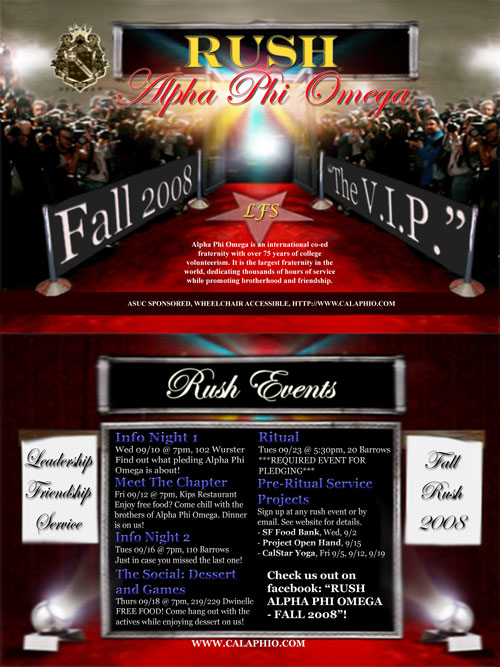 RUSH
Alpha Phi Omega
Fall 2008
"The V.I.P."
LFS
Alpha Phi Omega is an international co-ed
fraternity with over 75 years of college
volunteerism. It is the largest fraternity in the
world, dedicating thousands of hours of service
while promoting brotherhood and friendship.
ASUC SPONSORED, WHEELCHAIR ACCESSIBLE, HTTP://WWW.CALAPHIO.COM
Rush Events
Leadership
Friendship
Service
Info Night 1
Wed 09/10 @ 7pm, 102 Wurster
Find out what pleding Alpha Phi
Omega is about!
Meet The Chapter
Fri 09/12 @ 7pm, Kips Restaurant
Enjoy free food? Come chill with the
brothers of Alpha Phi Omega. Dinner
is on us!
Info Night 2
Tues 09/16 @ 7pm, 110 Barrows
Just in case you missed the last one!
The Social: Dessert
and Games
Thurs 09/18 @ 7pm, 219/229 Dwinelle
FREE FOOD! Come hang out with the
actives while enjoying dessert on us!
Ritual
Tues 09/23 @ 5:30pm, 20 Barrows
***REQUIRED EVENT FOR
PLEDGING***
Pre-Ritual Service
Projects
Sign up at any rush event or by
email. See website for details.
- SF Food Bank, Wed, 9/2
- Project Open Hand, 9/15
- CalStar Yoga, Fri 9/5, 9/12, 9/19
Check us out on
facebook: "RUSH
ALPHA PHI OMEGA
- FALL 2008"!
Fall
Rush
2008
WWW.CALAPHIO.COM